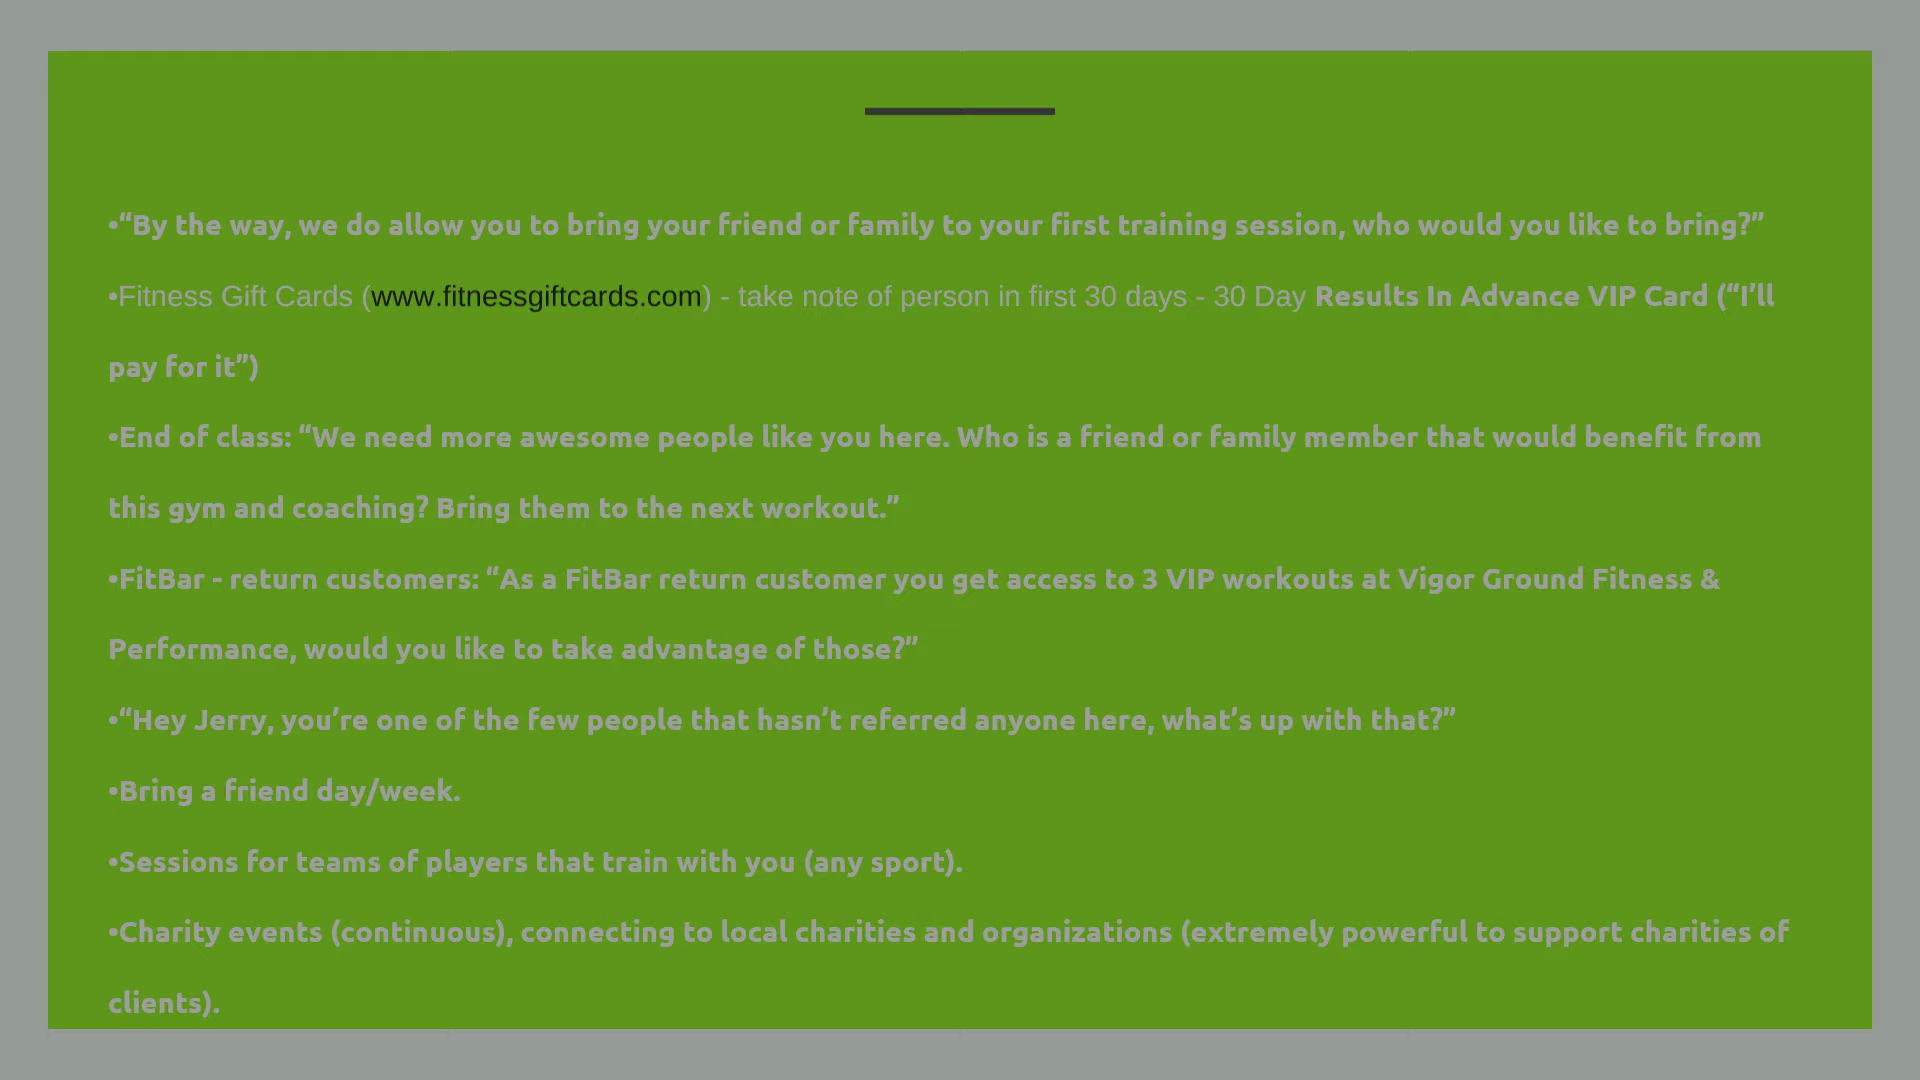 •“By the way, we do allow you to bring your friend or family to your first training session, who would you like to bring?”
•Fitness Gift Cards (www.fitnessgiftcards.com) - take note of person in first 30 days - 30 Day Results In Advance VIP Card (“I’ll
pay for it”)
•End of class: “We need more awesome people like you here. Who is a friend or family member that would benefit from
this gym and coaching? Bring them to the next workout.”
•FitBar - return customers: “As a FitBar return customer you get access to 3 VIP workouts at Vigor Ground Fitness &
Performance, would you like to take advantage of those?”
•“Hey Jerry, you’re one of the few people that hasn’t referred anyone here, what’s up with that?”
•Bring a friend day/week.
•Sessions for teams of players that train with you (any sport).
•Charity events (continuous), connecting to local charities and organizations (extremely powerful to support charities of
clients).